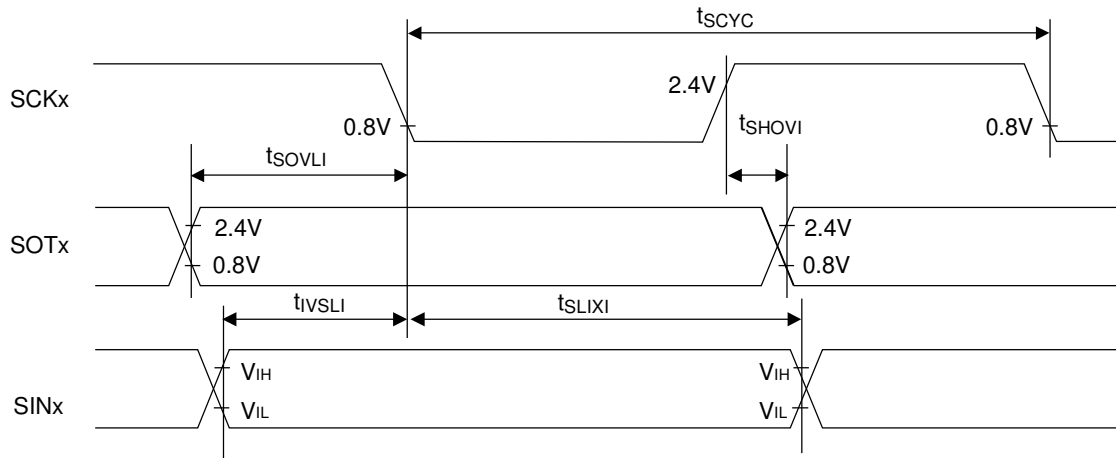 tSCYC
SCKx
2.4V
0.8V
tSHOVI
0.8V
tSOVLI
SOTx
2.4V
2.4V
0.8V
0.8V
tIVSLI
tSLIXI
SINx
VIH
VIH
VIL
VIL